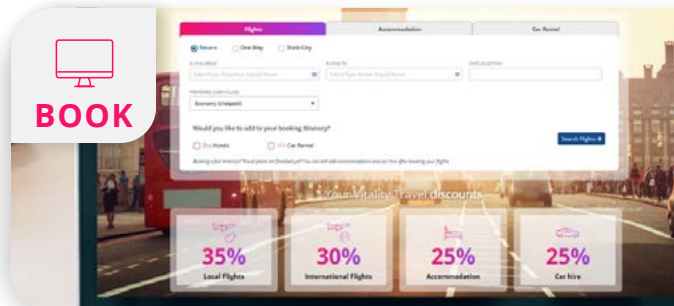 BOOK
Flights
Accommodation
Car Rental
Return
One Way
Multi-City
Economy (cheapest)
Would you like to add to your booking itinerary?
Hotels
Car Rental
Search Flights
Your Vitality Travel discounts
35%
30%
25%
25%
Local Flights
International Flights
Accommodation
Car hire